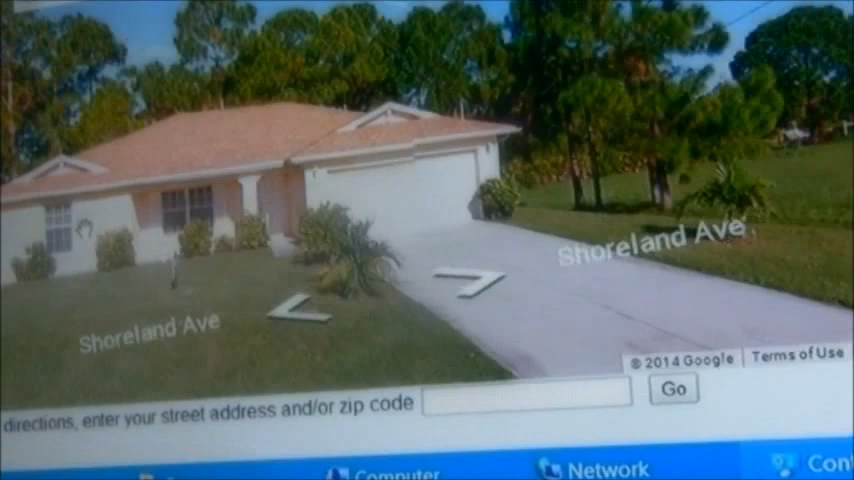 Shoreland Ave
Shoreland Ave
© 2014 Google Terms of Use
directions, enter your street address and/or zip code Go
Computer Network